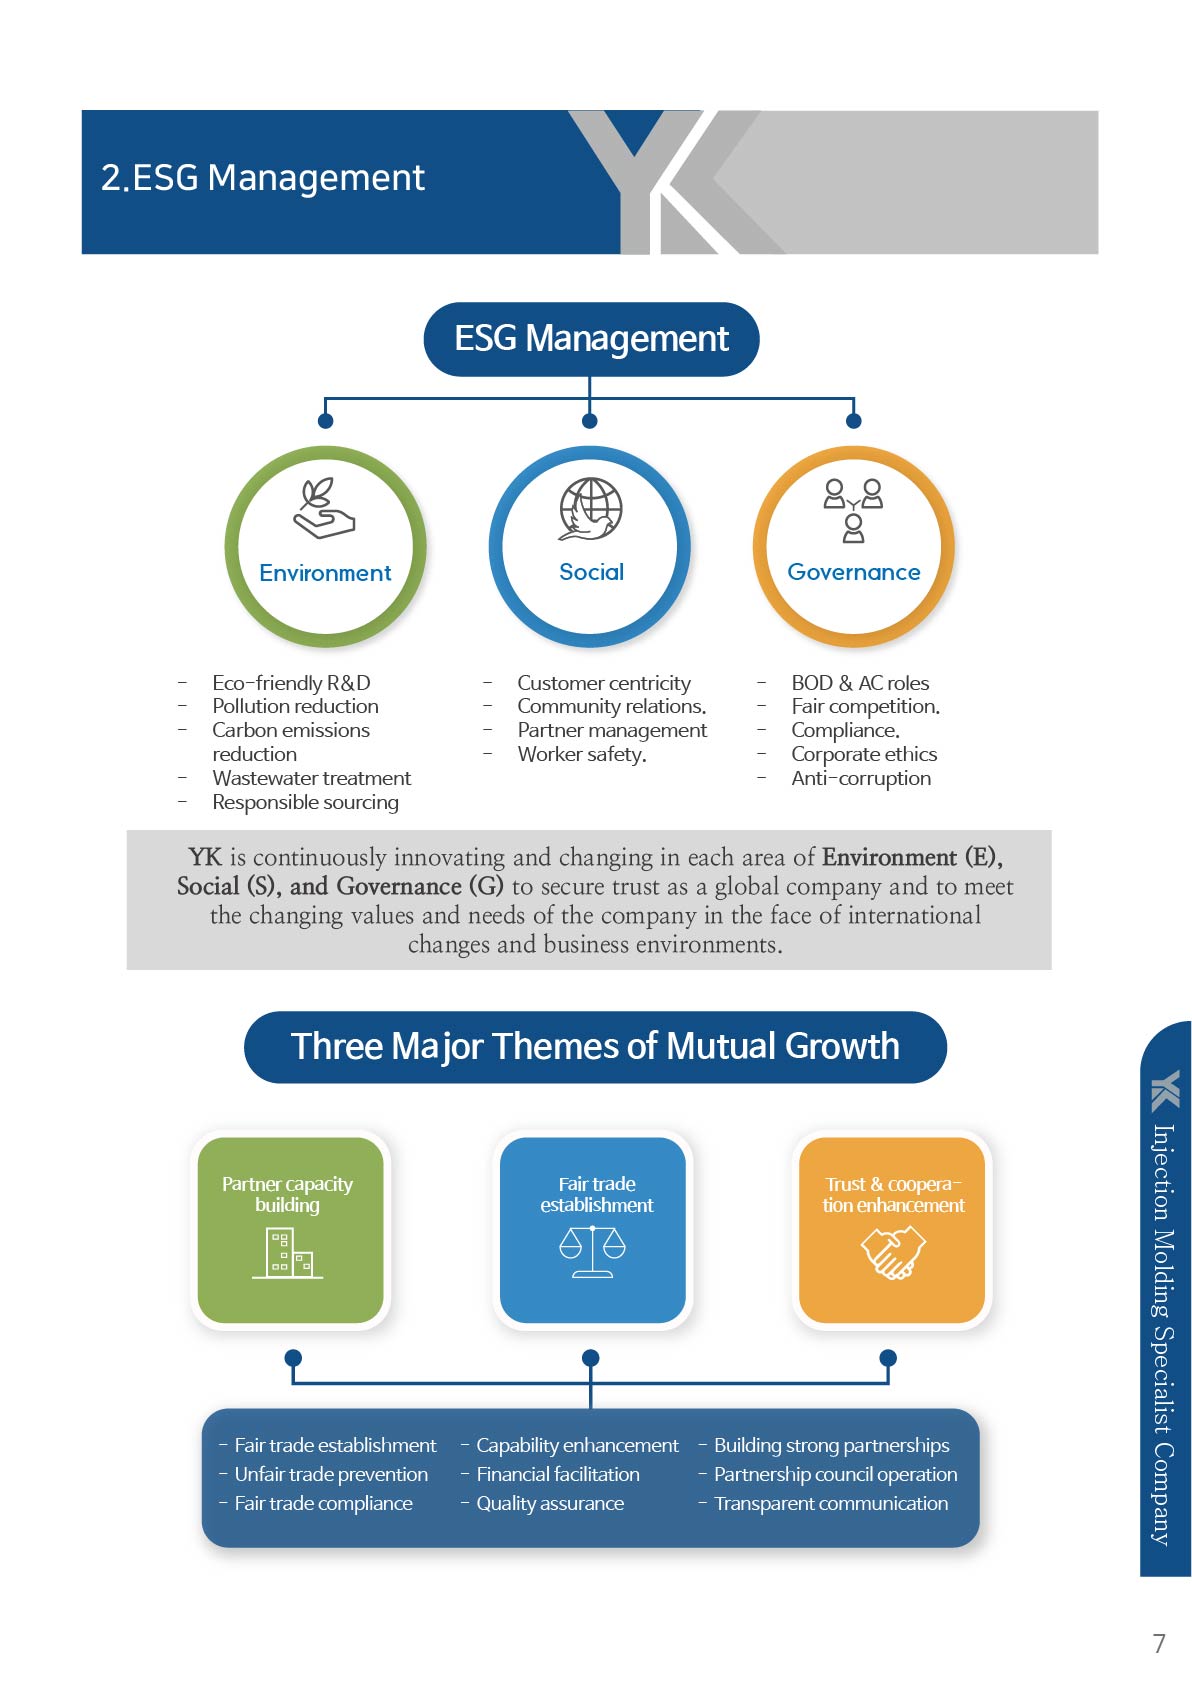 2.ESG Management
YK
ESG Management
Environment
Social
Governance
- Eco-friendly R&D
- Pollution reduction
- Carbon emissions
reduction
- Wastewater treatment
- Responsible sourcing
- Customer centricity
- Community relations.
- Partner management
- Worker safety.
- BOD & AC roles
- Fair competition.
- Compliance.
- Corporate ethics
- Anti-corruption
YK is continuously innovating and changing in each area of Environment (E),
Social (S), and Governance (G) to secure trust as a global company and to meet
the changing values and needs of the company in the face of international
changes and business environments.
Three Major Themes of Mutual Growth
Partner capacity
building
Fair trade
establishment
Trust & coopera-
tion enhancement
- Fair trade establishment
- Unfair trade prevention
- Fair trade compliance
- Capability enhancement
- Financial facilitation
- Quality assurance
- Building strong partnerships
- Partnership council operation
- Transparent communication
YK Injection Molding Specialist Company
7